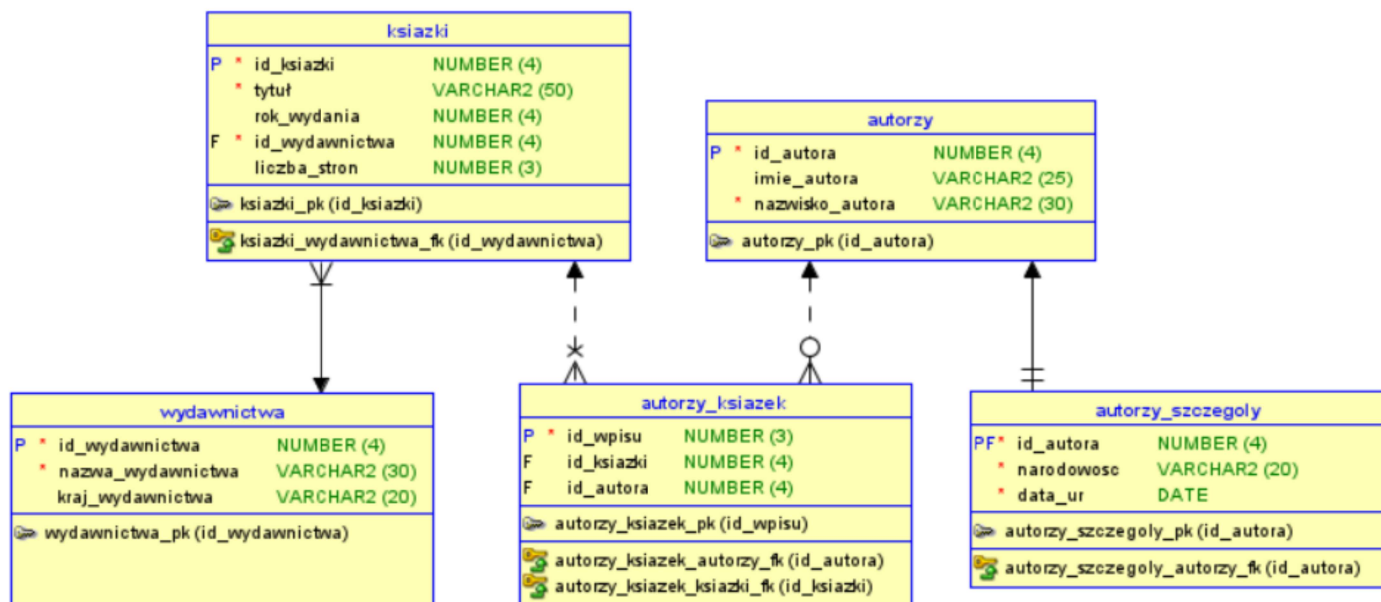 ksiazki
P * id_ksiazki NUMBER (4)
* tytuł VARCHAR2 (50)
rok_wydania NUMBER (4)
F * id_wydawnictwa NUMBER (4)
liczba_stron NUMBER (3)
ksiazki_pk (id_ksiazki)
ksiazki_wydawnictwa_fk (id_wydawnictwa)
autorzy
P * id_autora NUMBER (4)
imie_autora VARCHAR2 (25)
* nazwisko_autora VARCHAR2 (30)
autorzy_pk (id_autora)
wydawnictwa
P * id_wydawnictwa NUMBER (4)
* nazwa_wydawnictwa VARCHAR2 (30)
kraj_wydawnictwa VARCHAR2 (20)
wydawnictwa_pk (id_wydawnictwa)
autorzy_ksiazek
P * id_wpisu NUMBER (3)
F id_ksiazki NUMBER (4)
F id_autora NUMBER (4)
autorzy_ksiazek_pk (id_wpisu)
autorzy_ksiazek_autorzy_fk (id_autora)
autorzy_ksiazek_ksiazki_fk (id_ksiazki)
autorzy_szczegoly
PF* id_autora NUMBER (4)
* narodowosc VARCHAR2 (20)
* data_ur DATE
autorzy_szczegoly_pk (id_autora)
autorzy_szczegoly_autorzy_fk (id_autora)